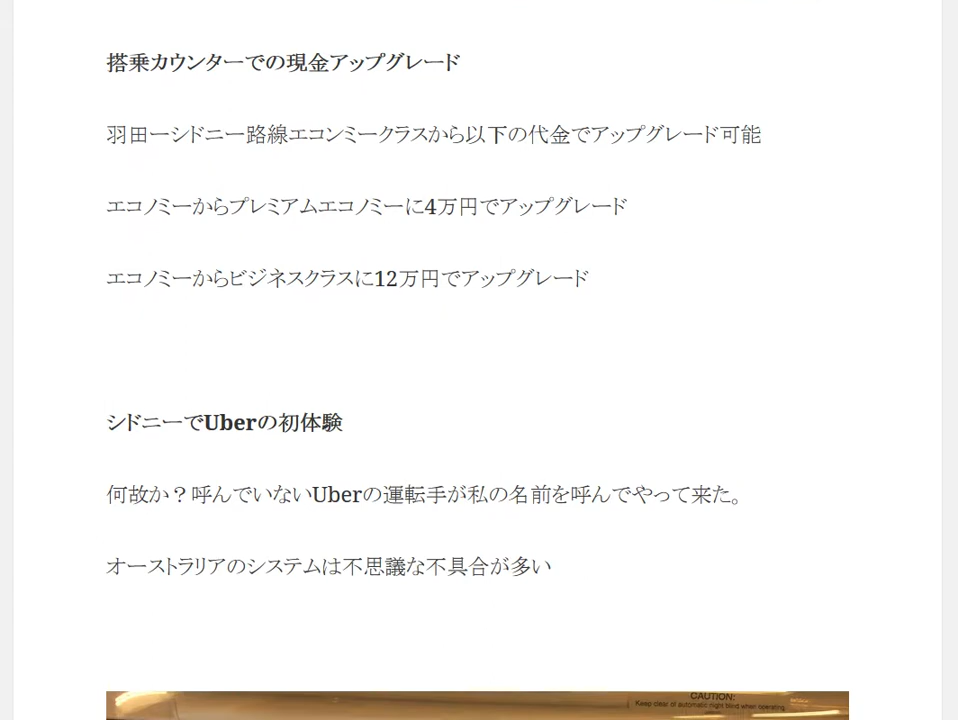 搭乗カウンターでの現金アップグレード
羽田ーシドニー路線エコンミークラスから以下の代金でアップグレード可能
エコノミーからプレミアムエコノミーに4万円でアップグレード
エコノミーからビジネスクラスに12万円でアップグレード
シドニーでUberの初体験
何故か？呼んでいないUberの運転手が私の名前を呼んでやって来た。
オーストラリアのシステムは不思議な不具合が多い
CAUTION:
Keep clear of automatic night blind when operating